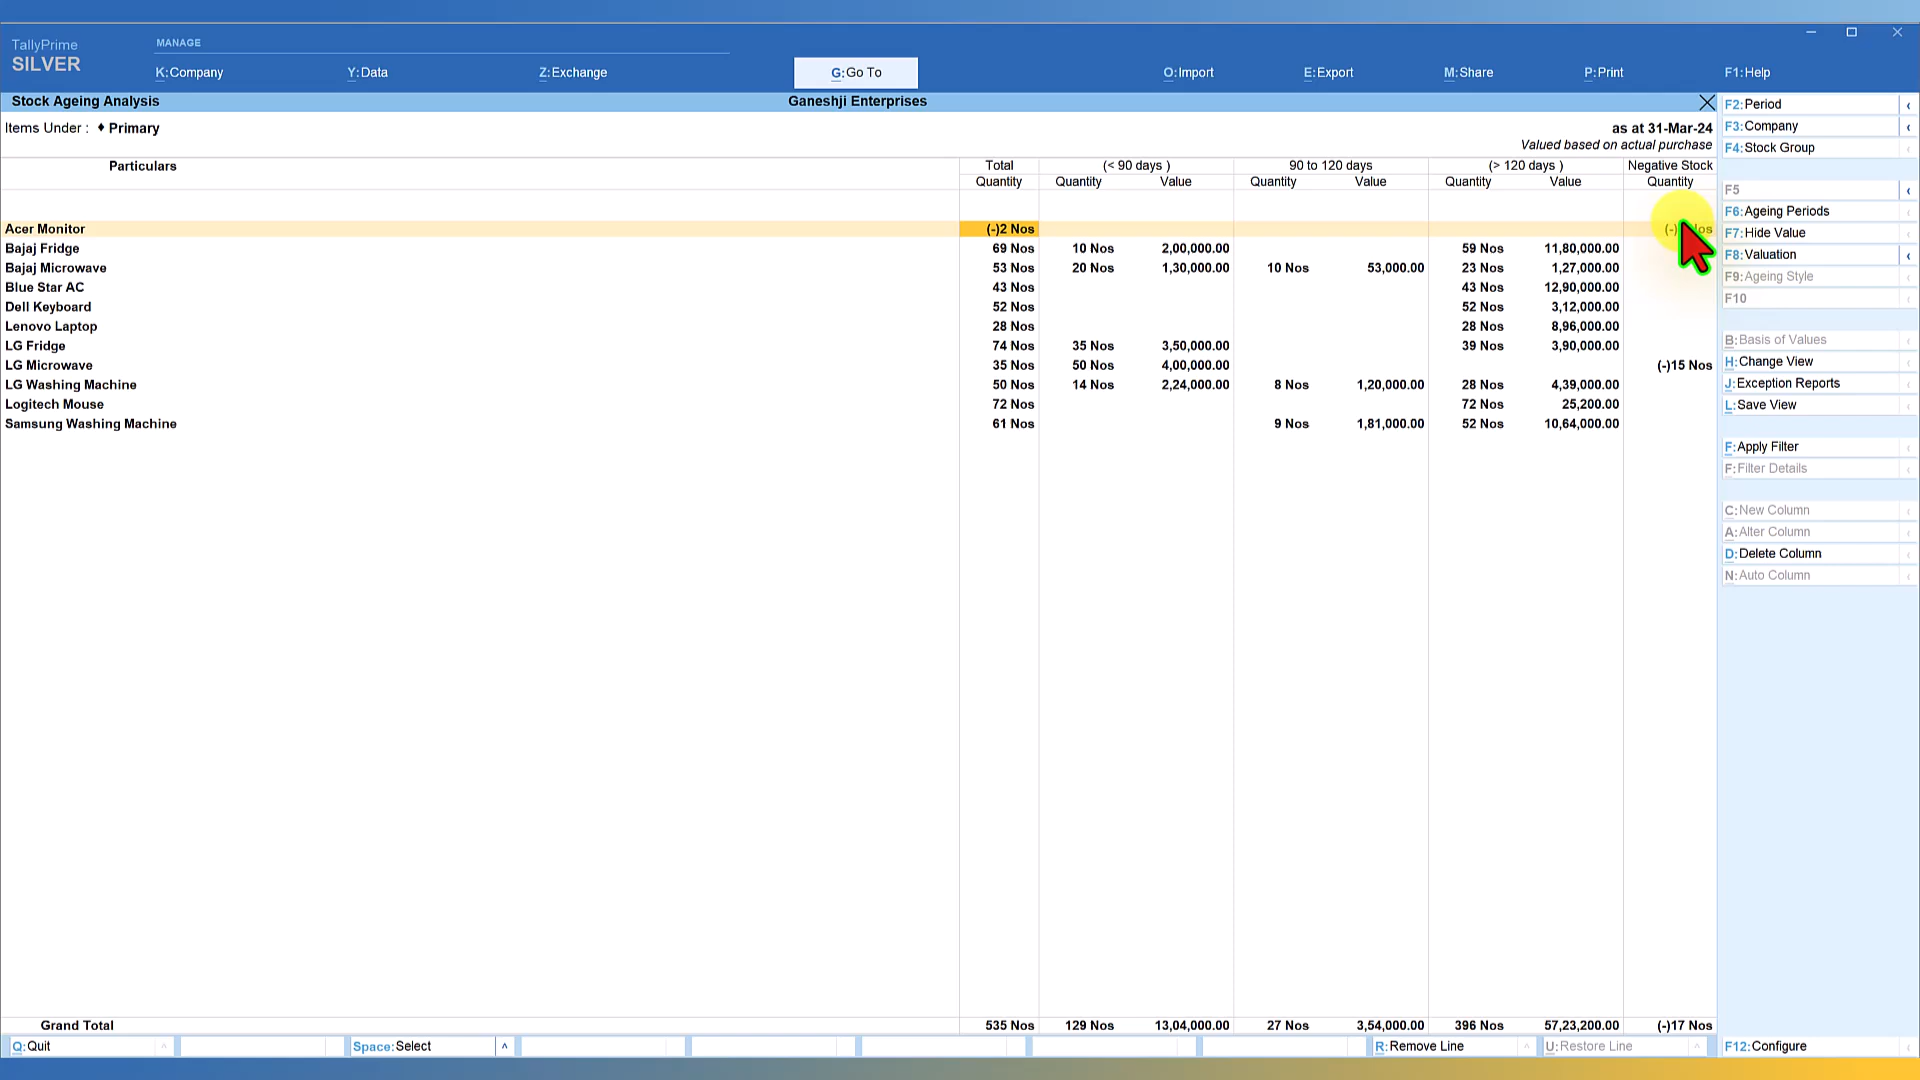 TallyPrime
SILVER
MANAGE
K:Company Y:Data Z:Exchange G:Go To O:Import E:Export M:Share P:Print F1:Help
Stock Ageing Analysis Ganeshji Enterprises
Items Under : ♦ Primary as at 31-Mar-24
Valued based on actual purchase
Particulars Total (< 90 days ) 90 to 120 days (> 120 days ) Negative Stock
Quantity Quantity Value Quantity Value Quantity Value Quantity
Acer Monitor (-)2 Nos
Bajaj Fridge 69 Nos 10 Nos 2,00,000.00 59 Nos 11,80,000.00
Bajaj Microwave 53 Nos 20 Nos 1,30,000.00 10 Nos 53,000.00 23 Nos 1,27,000.00
Blue Star AC 43 Nos 43 Nos 12,90,000.00
Dell Keyboard 52 Nos 52 Nos 3,12,000.00
Lenovo Laptop 28 Nos 28 Nos 8,96,000.00
LG Fridge 74 Nos 35 Nos 3,50,000.00 39 Nos 3,90,000.00
LG Microwave 35 Nos 50 Nos 4,00,000.00 (-)15 Nos
LG Washing Machine 50 Nos 14 Nos 2,24,000.00 8 Nos 1,20,000.00 28 Nos 4,39,000.00
Logitech Mouse 72 Nos 72 Nos 25,200.00
Samsung Washing Machine 61 Nos 9 Nos 1,81,000.00 52 Nos 10,64,000.00
Grand Total 535 Nos 129 Nos 13,04,000.00 27 Nos 3,54,000.00 396 Nos 57,23,200.00 (-)17 Nos
F2:Period
F3:Company
F4:Stock Group
F5
F6:Ageing Periods
F7:Hide Value
F8:Valuation
F9:Ageing Style
F10
B:Basis of Values
H:Change View
J:Exception Reports
L:Save View
F:Apply Filter
F:Filter Details
C:New Column
A:Alter Column
D:Delete Column
N:Auto Column
Q:Quit Space:Select R:Remove Line U:Restore Line F12:Configure